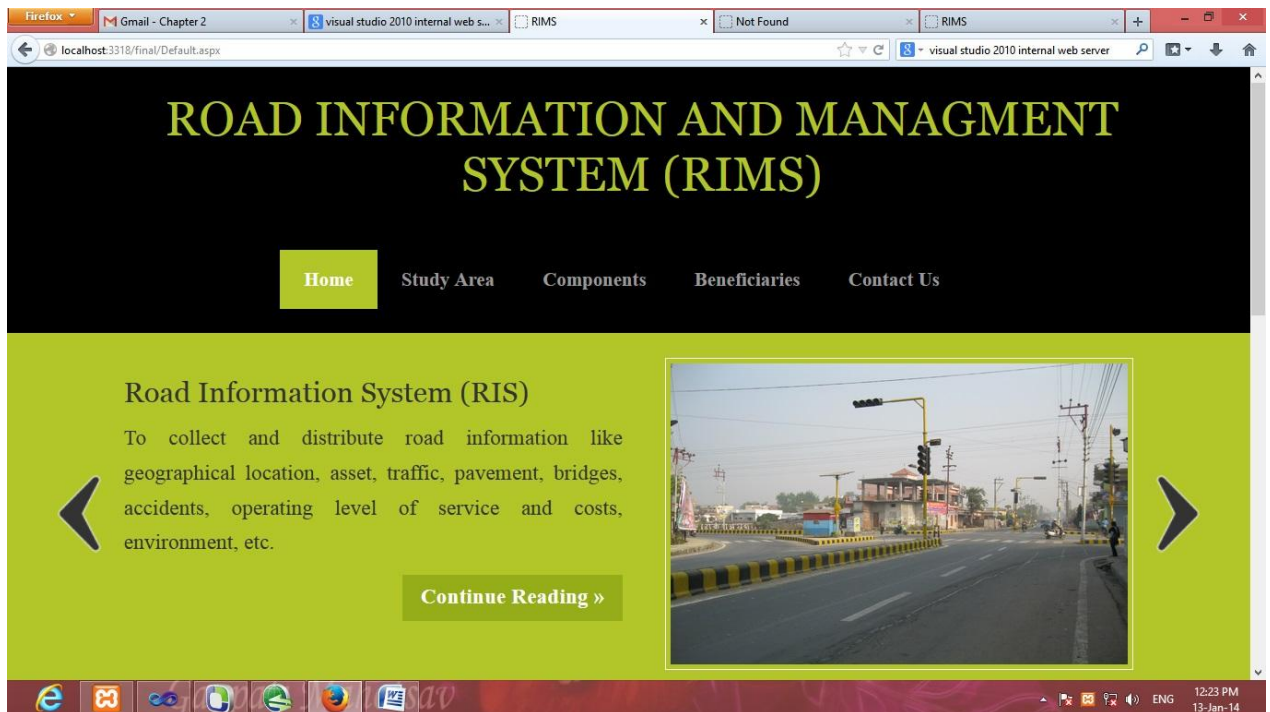 Firefox
Gmail - Chapter 2
visual studio 2010 internal web s...
RIMS
Not Found
RIMS
localhost:3318/final/Default.aspx
visual studio 2010 internal web server
ROAD INFORMATION AND MANAGMENT
SYSTEM (RIMS)
Home
Study Area
Components
Beneficiaries
Contact Us
Road Information System (RIS)
To collect and distribute road information like
geographical location, asset, traffic, pavement, bridges,
accidents, operating level of service and costs,
environment, etc.
Continue Reading »
ENG
12:23 PM
13-Jan-14